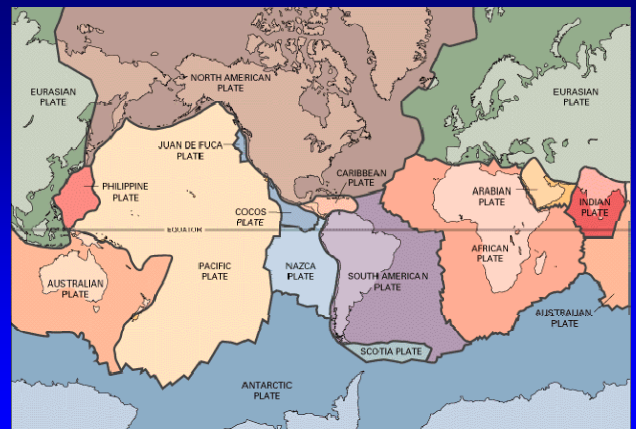 NORTH AMERICAN
PLATE
EURASIAN
PLATE
EURASIAN
PLATE
JUAN DE FUCA
PLATE
CARIBBEAN
PLATE
PHILIPPINE
PLATE
ARABIAN
PLATE
INDIAN
PLATE
COCOS
PLATE
EQUATOR
AFRICAN
PLATE
PACIFIC
PLATE
NAZCA
PLATE
SOUTH AMERICAN
PLATE
AUSTRALIAN
PLATE
AUSTRALIAN
PLATE
SCOTIA PLATE
ANTARCTIC
PLATE